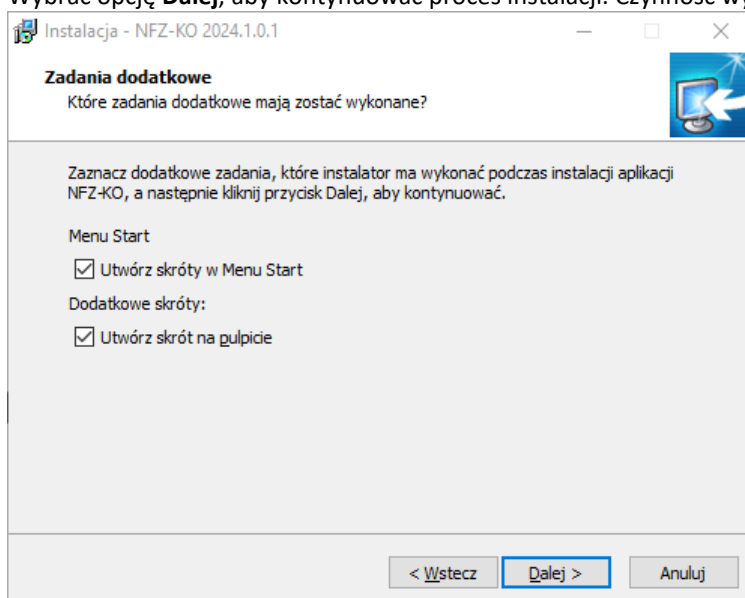 Wybrać opcję Dalej, aby kontynuować proces instalacji. Czynność
Instalacja - NFZ-KO 2024.1.0.1
Zadania dodatkowe
Które zadania dodatkowe mają zostać wykonane?
Zaznacz dodatkowe zadania, które instalator ma wykonać podczas instalacji aplikacji
NFZ-KO, a następnie kliknij przycisk Dalej, aby kontynuować.
Menu Start
Utwórz skróty w Menu Start
Dodatkowe skróty:
Utwórz skrót na pulpicie
< Wstecz
Dalej >
Anuluj